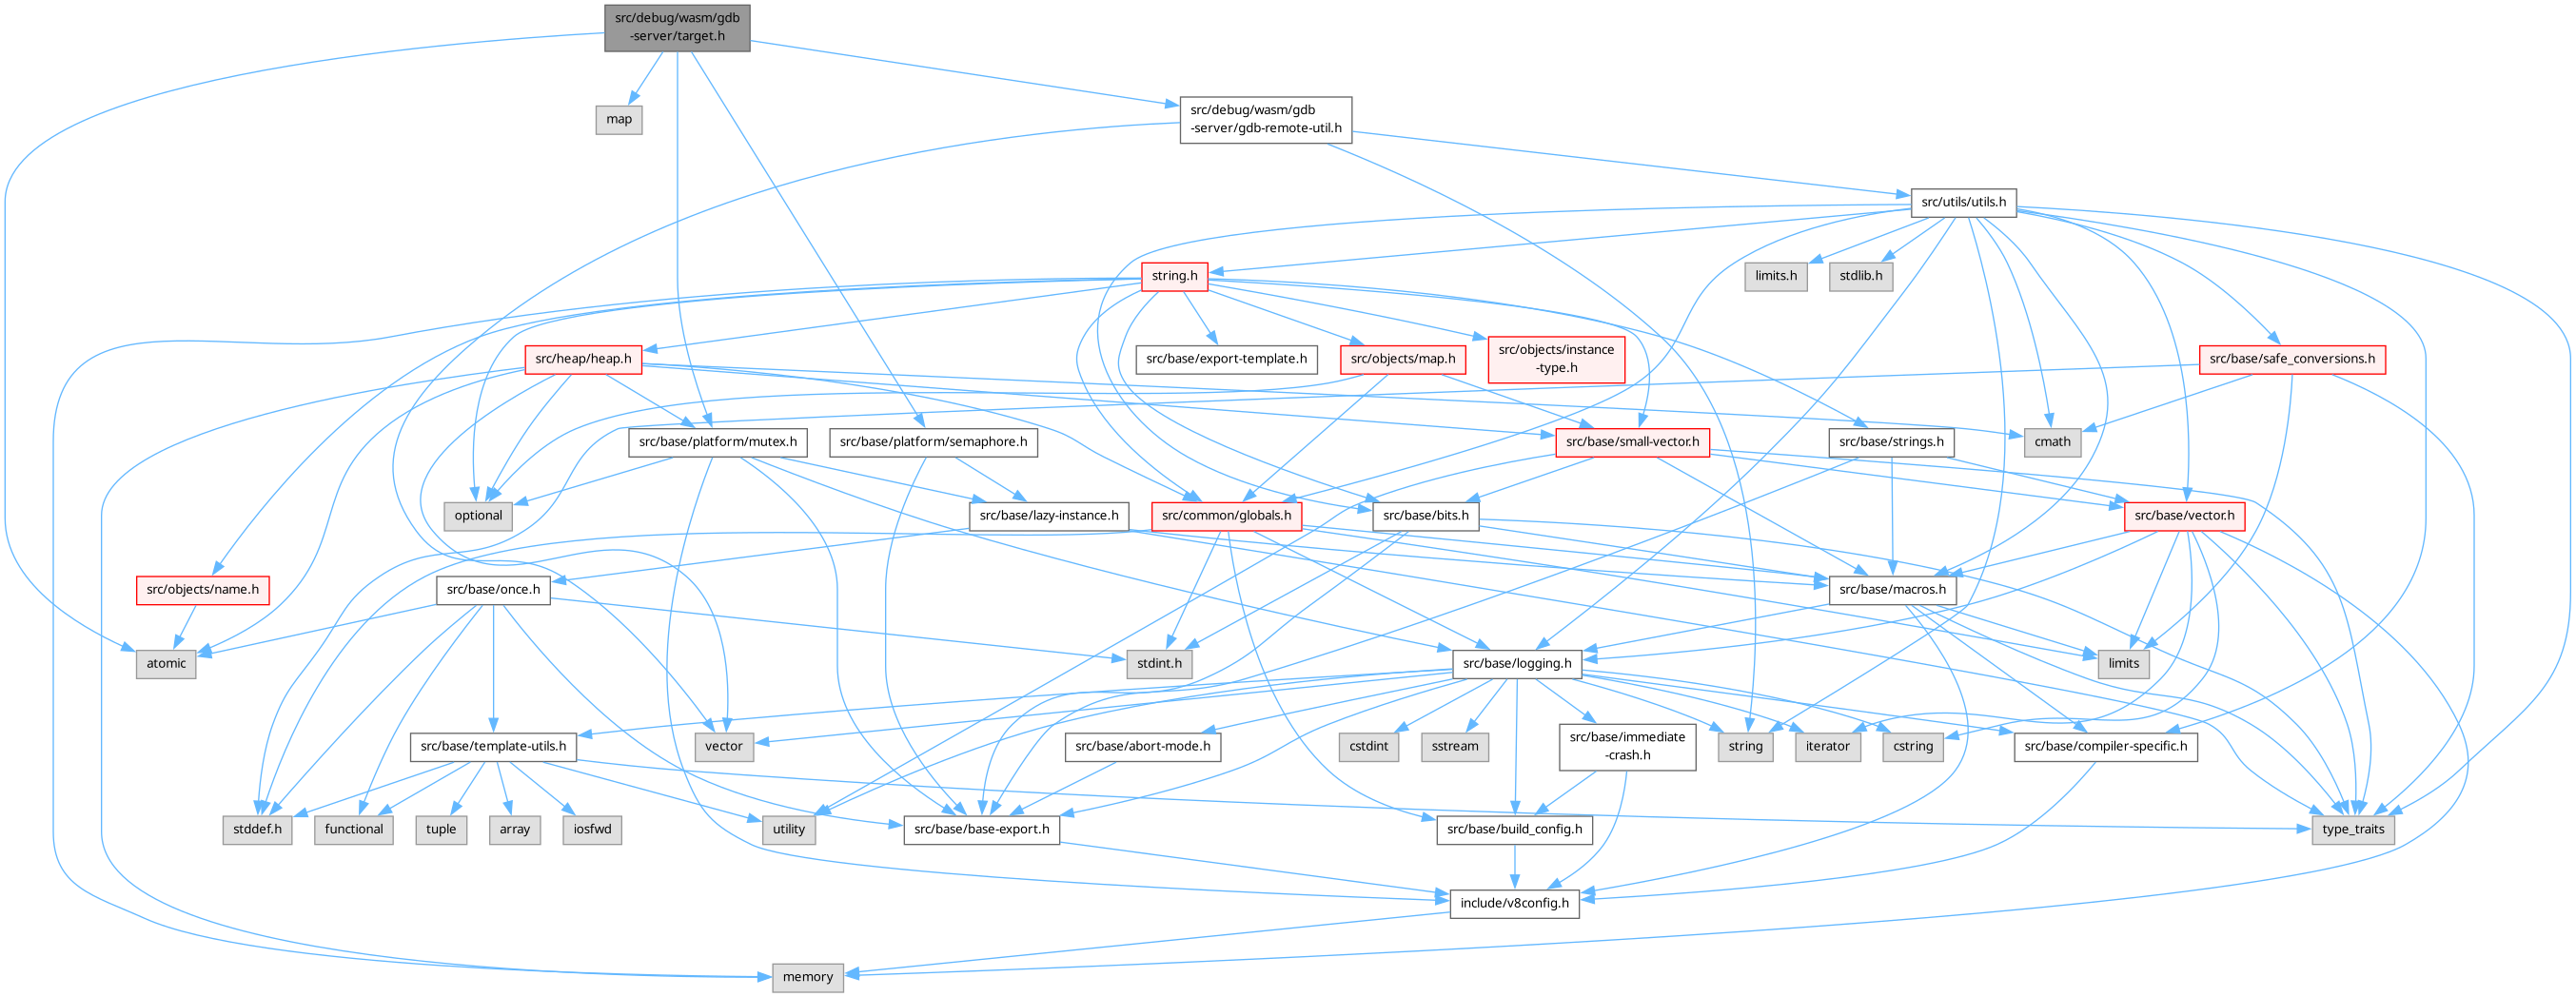 src/debug/wasm/gdb
-server/target.h
map
src/debug/wasm/gdb
-server/gdb-remote-util.h
src/utils/utils.h
string.h
limits.h
stdlib.h
src/heap/heap.h
src/base/export-template.h
src/objects/map.h
src/objects/instance
-type.h
src/base/safe_conversions.h
src/base/platform/mutex.h
src/base/platform/semaphore.h
src/base/small-vector.h
src/base/strings.h
cmath
optional
src/base/lazy-instance.h
src/common/globals.h
src/base/bits.h
src/base/vector.h
src/objects/name.h
src/base/once.h
src/base/macros.h
atomic
stdint.h
src/base/logging.h
limits
src/base/template-utils.h
vector
src/base/abort-mode.h
cstdint
sstream
src/base/immediate
-crash.h
string
iterator
cstring
src/base/compiler-specific.h
stddef.h
functional
tuple
array
iosfwd
utility
src/base/base-export.h
src/base/build_config.h
type_traits
include/v8config.h
memory